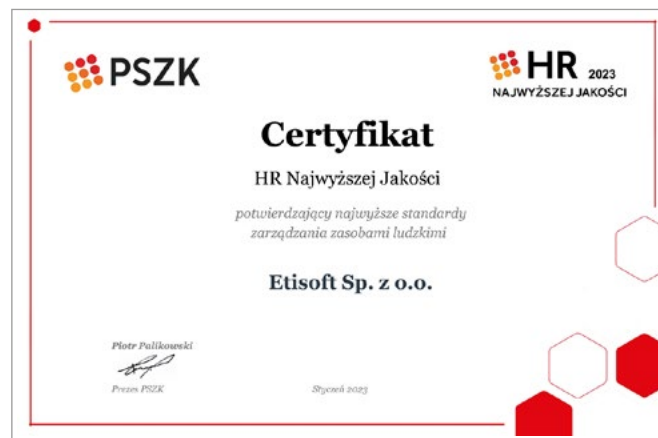 PSZK
HR 2023
NAJWYŻSZEJ JAKOŚCI
Certyfikat
HR Najwyższej Jakości
potwierdzający najwyższe standardy
zarządzania zasobami ludzkimi
Etisoft Sp. z o.o.
Piotr Palikowski
Prezes PSZK
Styczeń 2023